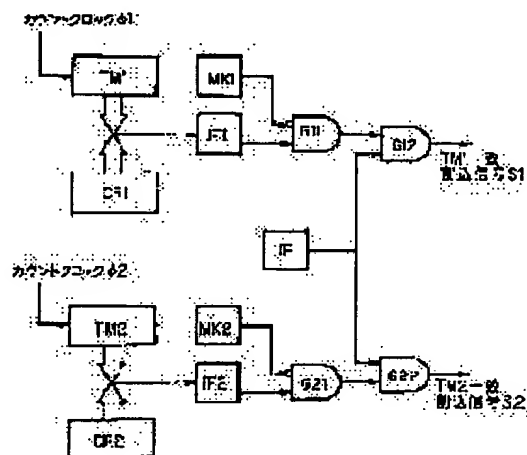 カウントクロックφ1
TM1
MK1
IF1
G11
G12
CR1
TM1一致
割込信号S1
IF
カウントクロックφ2
TM2
MK2
IF2
G21
G22
CR2
TM2一致
割込信号S2